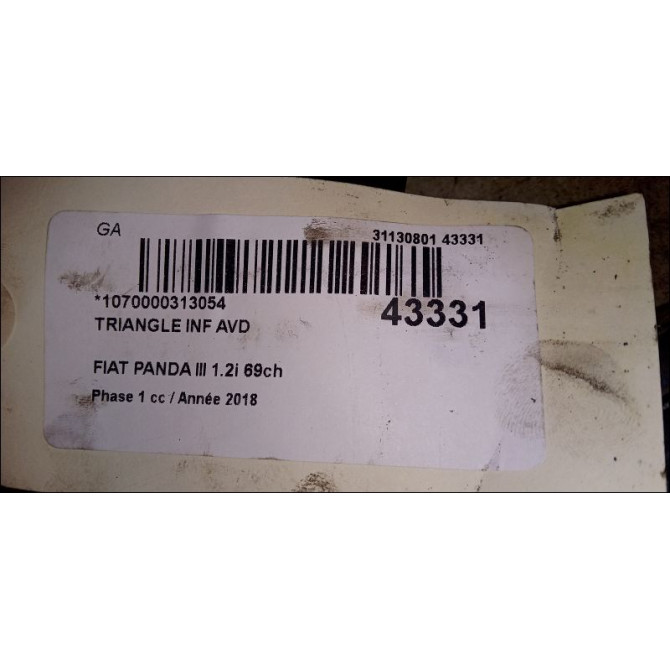 GA
31130801 43331
*1070000313054
43331
TRIANGLE INF AVD
FIAT PANDA III 1.2i 69ch
Phase 1 cc / Année 2018